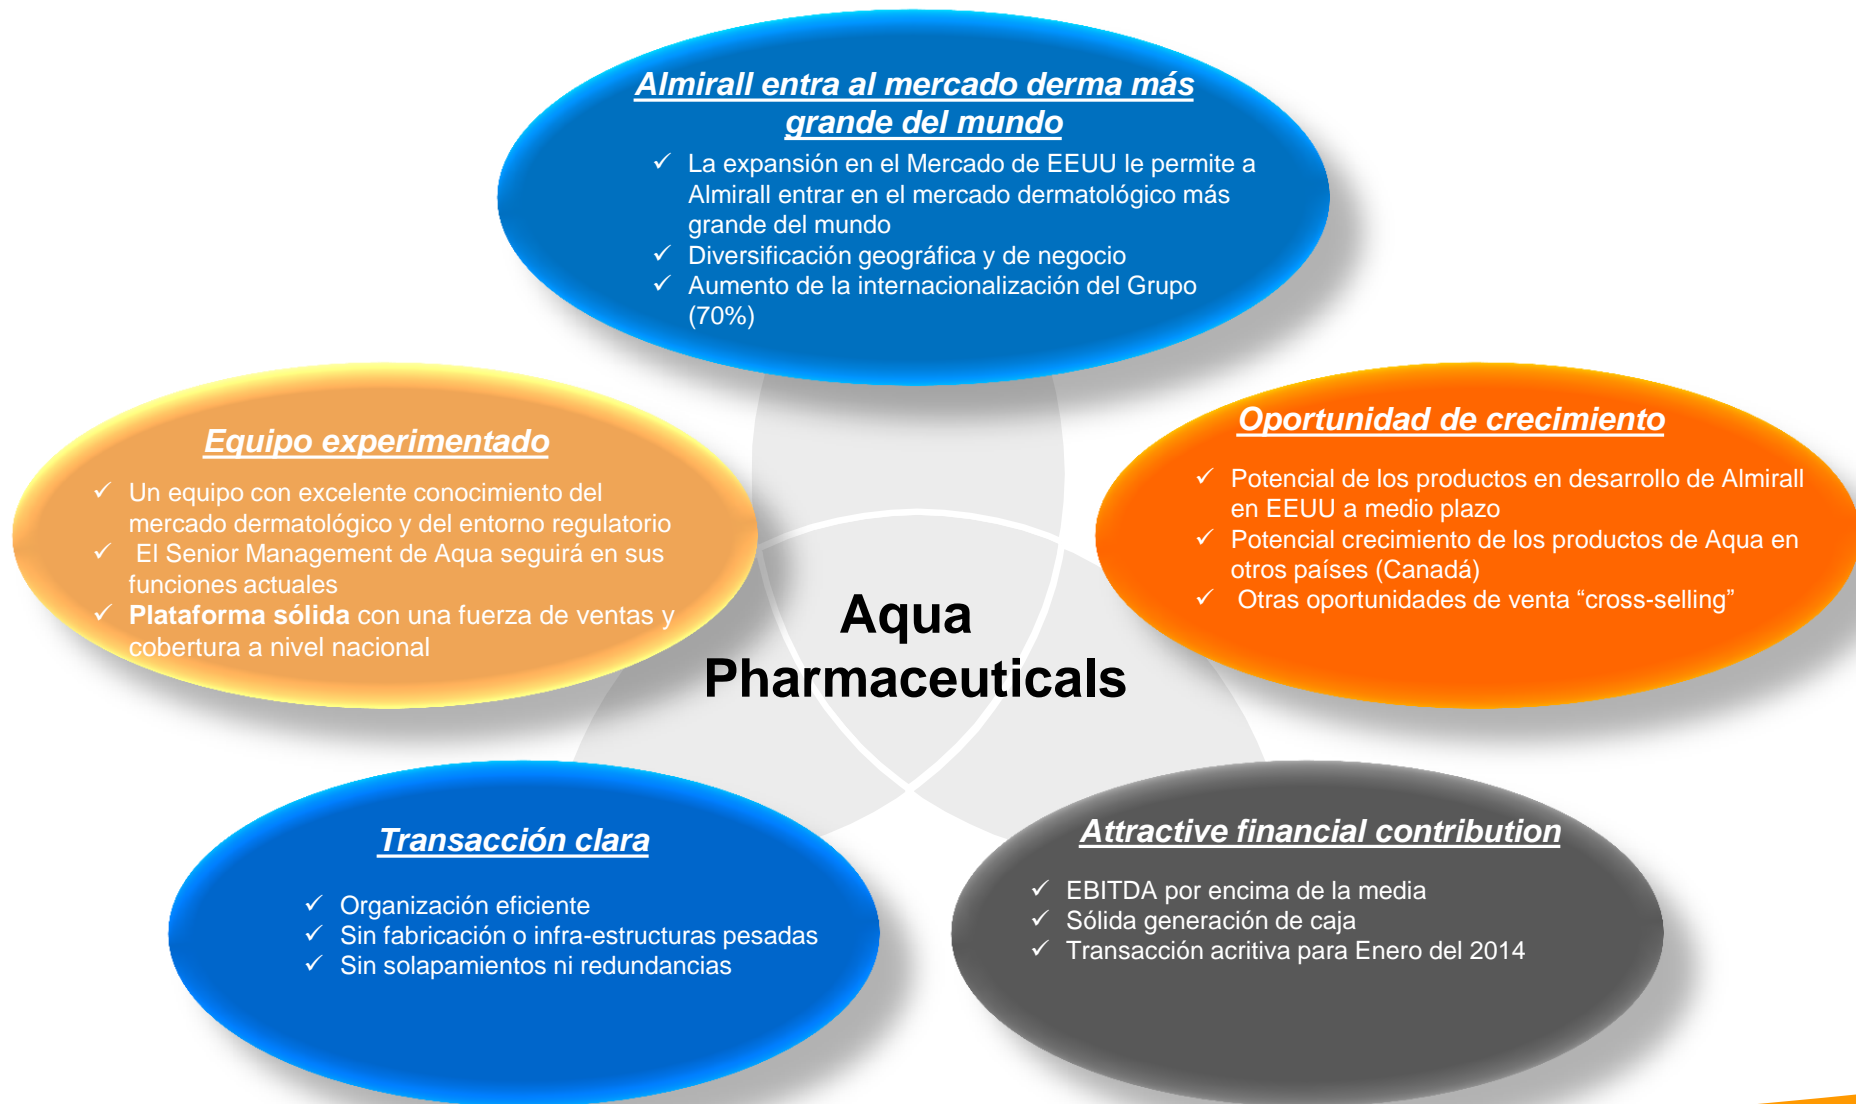 Almirall entra al mercado derma más
grande del mundo
✓ La expansión en el Mercado de EEUU le permite a
Almirall entrar en el mercado dermatológico más
grande del mundo
✓ Diversificación geográfica y de negocio
✓ Aumento de la internacionalización del Grupo
(70%)
Equipo experimentado
✓ Un equipo con excelente conocimiento del
mercado dermatológico y del entorno regulatorio
✓ El Senior Management de Aqua seguirá en sus
funciones actuales
✓ Plataforma sólida con una fuerza de ventas y
cobertura a nivel nacional
Oportunidad de crecimiento
✓ Potencial de los productos en desarrollo de Almirall
en EEUU a medio plazo
✓ Potencial crecimiento de los productos de Aqua en
otros países (Canadá)
✓ Otras oportunidades de venta “cross-selling”
Aqua
Pharmaceuticals
Transacción clara
✓ Organización eficiente
✓ Sin fabricación o infra-estructuras pesadas
✓ Sin solapamientos ni redundancias
Attractive financial contribution
✓ EBITDA por encima de la media
✓ Sólida generación de caja
✓ Transacción acritiva para Enero del 2014